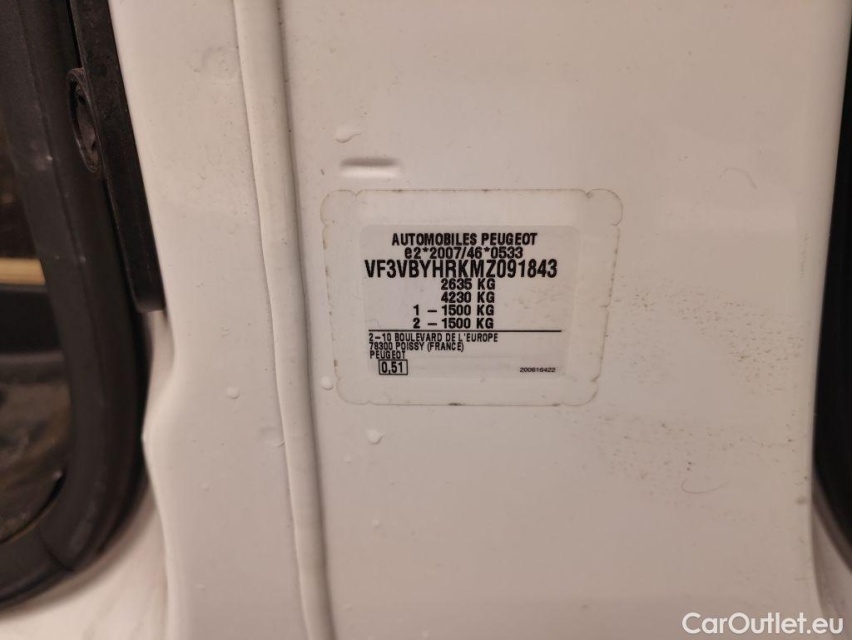 AUTOMOBILES PEUGEOT
e2*2007/46*0533
VF3VBYHRKMZ091843
2635 KG
4230 KG
1 - 1500 KG
2 - 1500 KG
2-10 BOULEVARD DE L'EUROPE
78300 POISSY (FRANCE)
PEUGEOT
0,51
200616422
CarOutlet.eu